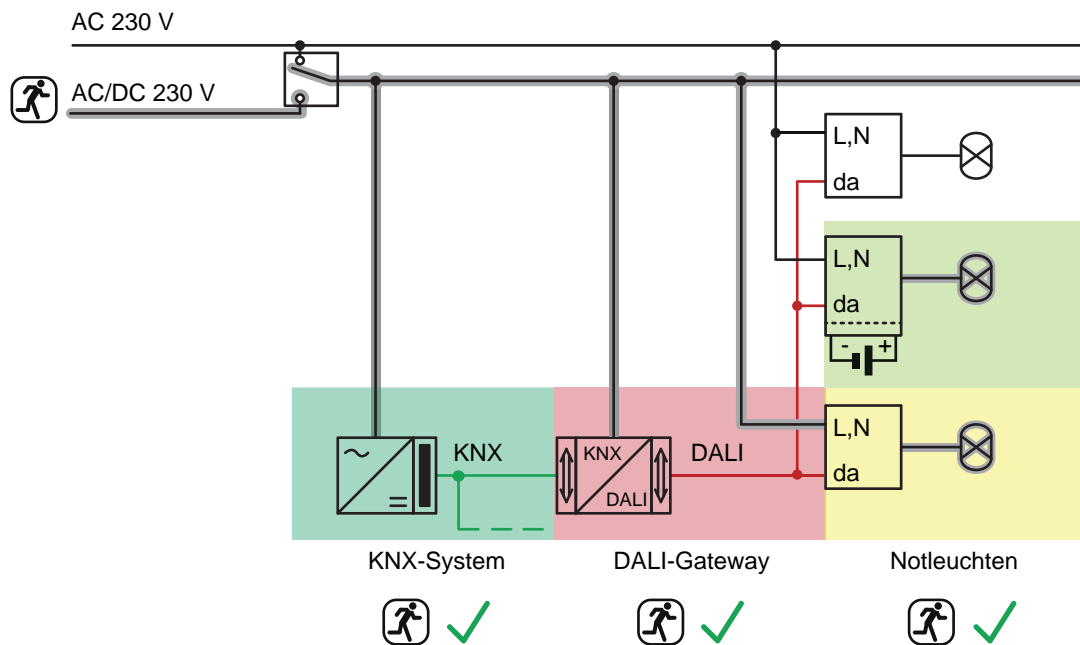 AC 230 V
AC/DC 230 V
L,N
da
L,N
da
- +
L,N
da
KNX
KNX
DALI
DALI
KNX-System
DALI-Gateway
Notleuchten